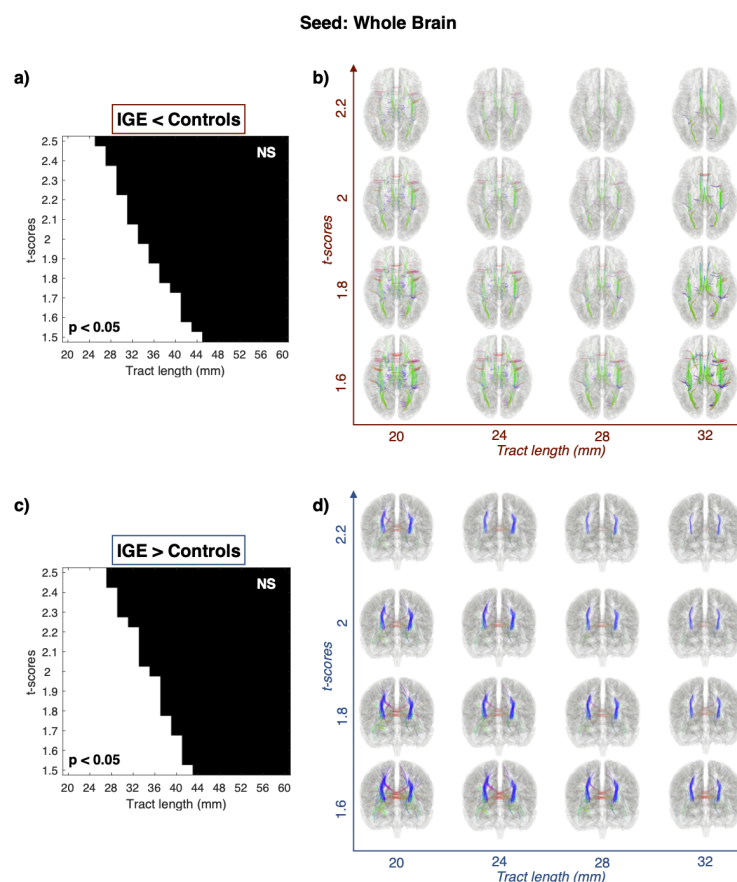 Seed: Whole Brain
a)
IGE < Controls
NS
2.5
2.4
2.3
2.2
2.1
2
1.9
1.8
1.7
1.6
1.5
t-scores
p < 0.05
20 24 28 32 36 40 44 48 52 56 60
Tract length (mm)
b)
2.2
2
1.8
1.6
t-scores
20 24 28 32
Tract length (mm)
c)
IGE > Controls
NS
2.5
2.4
2.3
2.2
2.1
2
1.9
1.8
1.7
1.6
1.5
t-scores
p < 0.05
20 24 28 32 36 40 44 48 52 56 60
Tract length (mm)
d)
2.2
2
1.8
1.6
t-scores
20 24 28 32
Tract length (mm)